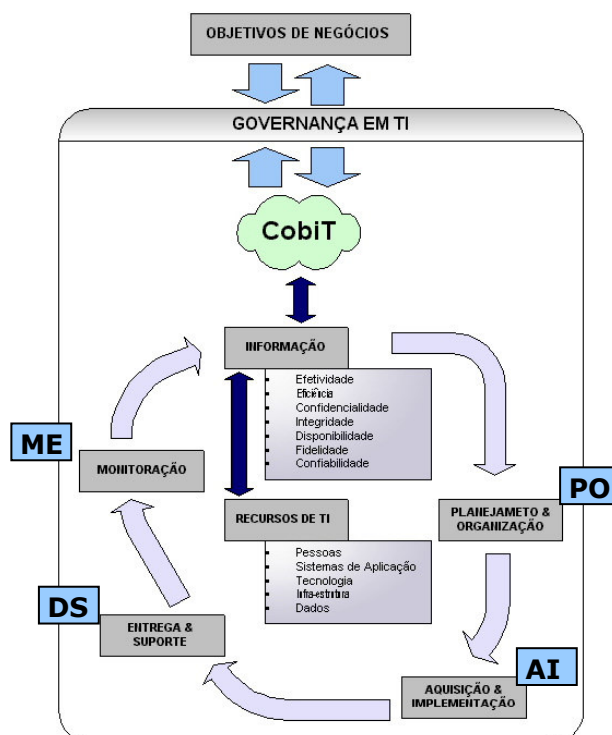 OBJETIVOS DE NEGÓCIOS
GOVERNANÇA EM TI
CobiT
INFORMAÇÃO
Efetividade
Eficiência
Confidencialidade
Integridade
Disponibilidade
Fidelidade
Confiabilidade
ME
MONITORAÇÃO
PO
PLANEJAMETO &
ORGANIZAÇÃO
RECURSOS DE TI
Pessoas
Sistemas de Aplicação
Tecnologia
Infra-estrutura
Dados
DS
ENTREGA &
SUPORTE
AI
AQUISIÇÃO &
IMPLEMENTAÇÃO